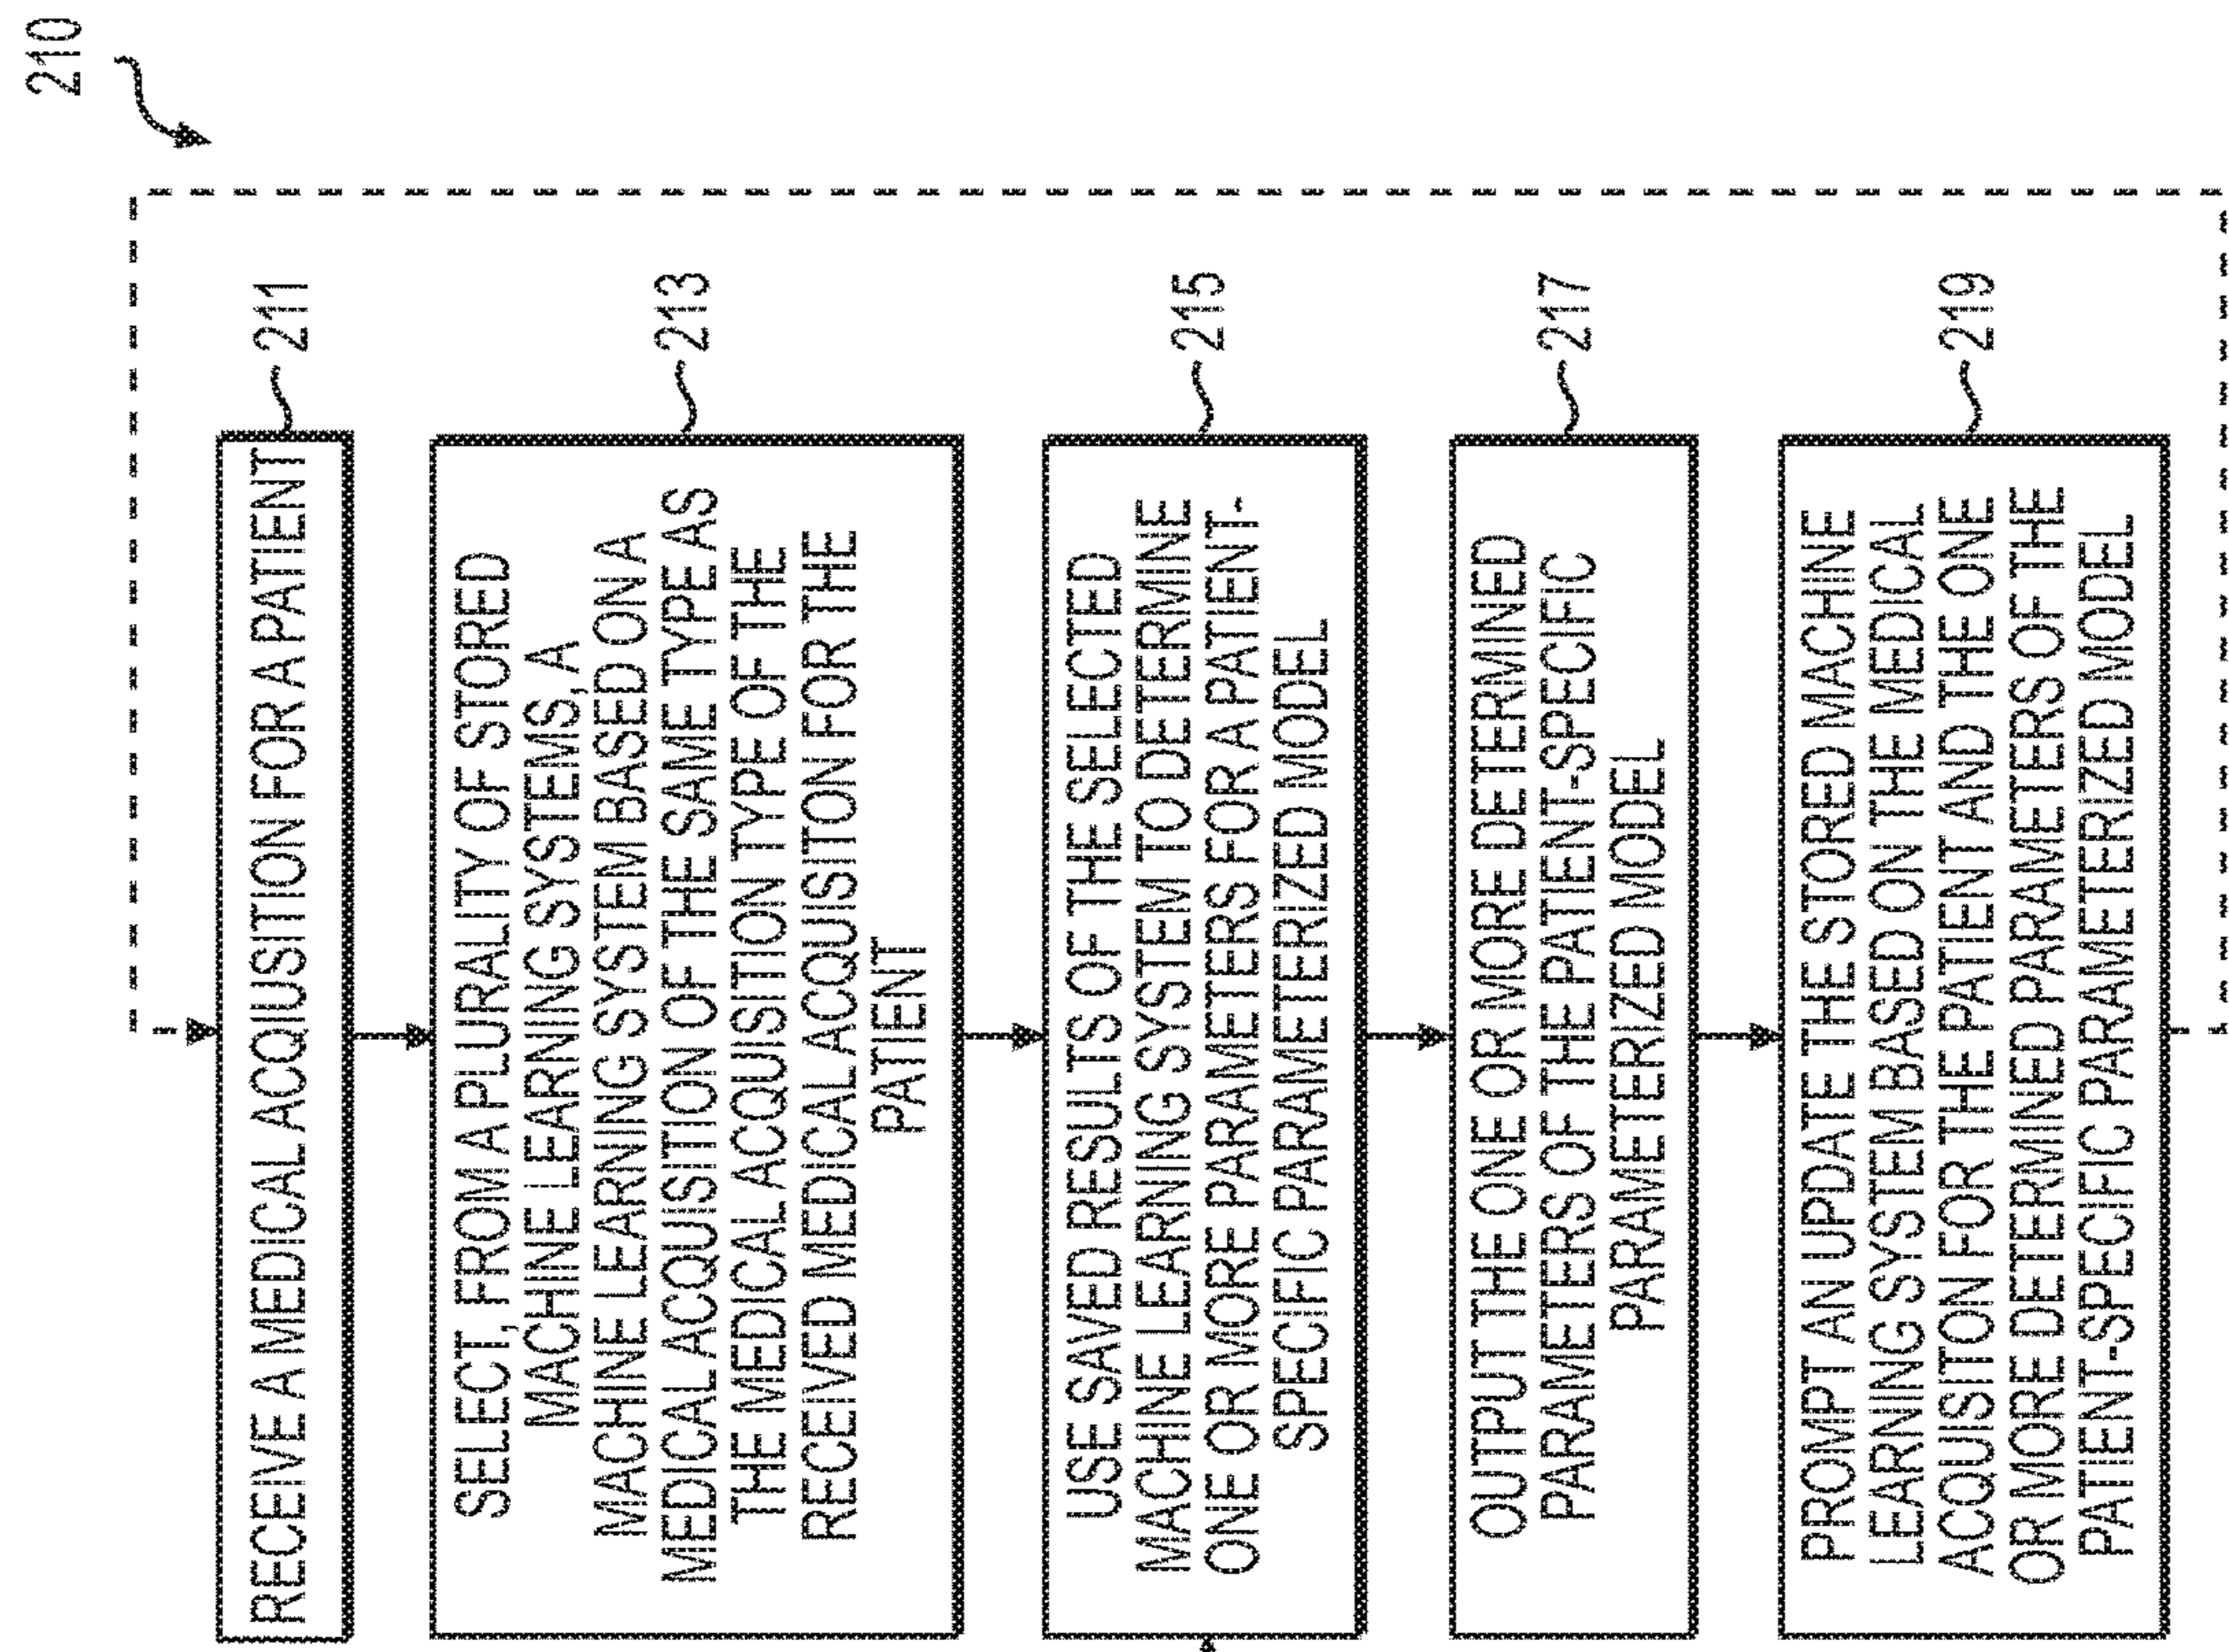 210
RECEIVE A MEDICAL ACQIUSITION FOR A PATIENT
211
SELECT, FROM A PLURALITY OF STORED
MACHINE LEARNING SYSTEMS, A
MACHINE LEARNING SYSTEM BASED ON A
MEDICAL ACQUISITION OF THE SAME TYPE AS
THE MEDICAL ACQUISITION TYPE OF THE
RECEIVED MEDICAL ACQUISITON FOR THE
PATIENT
213
USE SAVED RESULTS OF THE SELECTED
MACHINE LEARNING SYSTEM TO DETERMINE
ONE OR MORE PARAMETERS FOR A PATIENT-
SPECIFIC PARAMETERIZED MODEL
215
OUTPUT THE ONE OR MORE DETERMINED
PARAMETERS OF THE PATIENT-SPECIFIC
PARAMETERIZED MODEL
217
PROMPT AN UPDATE THE STORED MACHINE
LEARNING SYSTEM BASED ON THE MEDICAL
ACQUISITON FOR THE PATIENT AND THE ONE
OR MORE DETERMINED PARAMETERS OF THE
PATIENT-SPECIFIC PARAMETERIZED MODEL
219